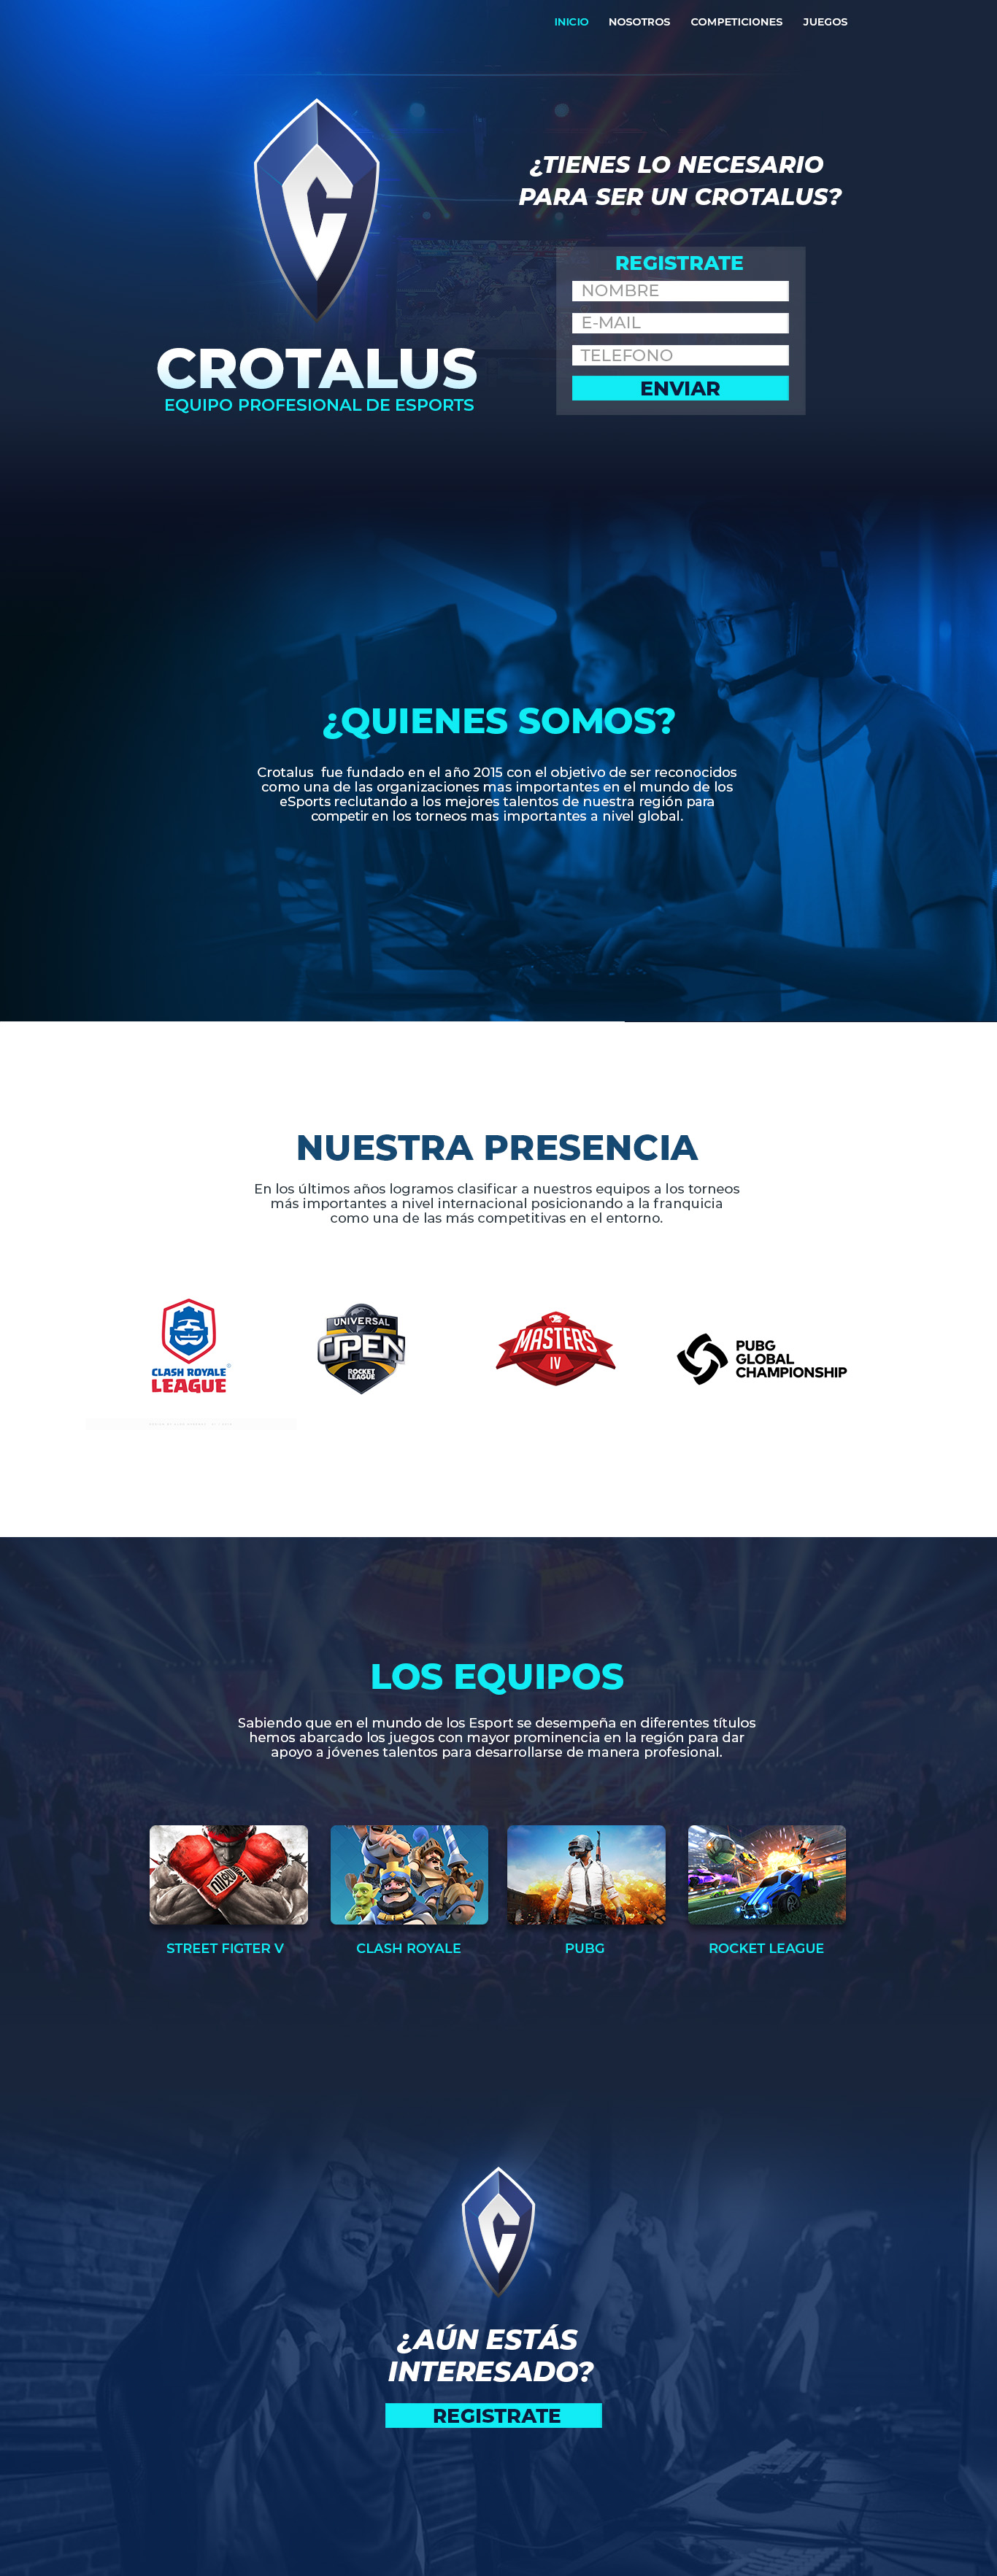 INICIO NOSOTROS COMPETICIONES JUEGOS
¿TIENES LO NECESARIO
PARA SER UN CROTALUS?
REGISTRATE
NOMBRE
E-MAIL
TELEFONO
ENVIAR
CROTALUS
EQUIPO PROFESIONAL DE ESPORTS
¿QUIENES SOMOS?
Crotalus fue fundado en el año 2015 con el objetivo de ser reconocidos
como una de las organizaciones mas importantes en el mundo de los
eSports reclutando a los mejores talentos de nuestra región para
competir en los torneos mas importantes a nivel global.
NUESTRA PRESENCIA
En los últimos años logramos clasificar a nuestros equipos a los torneos
más importantes a nivel internacional posicionando a la franquicia
como una de las más competitivas en el entorno.
CLASH ROYALE
LEAGUE
UNIVERSAL
OPEN
ROCKET
LEAGUE
MASTERS
IV
PUBG
GLOBAL
CHAMPIONSHIP
LOS EQUIPOS
Sabiendo que en el mundo de los Esport se desempeña en diferentes títulos
hemos abarcado los juegos con mayor prominencia en la región para dar
apoyo a jóvenes talentos para desarrollarse de manera profesional.
STREET FIGTER V
CLASH ROYALE
PUBG
ROCKET LEAGUE
¿AÚN ESTÁS
INTERESADO?
REGISTRATE